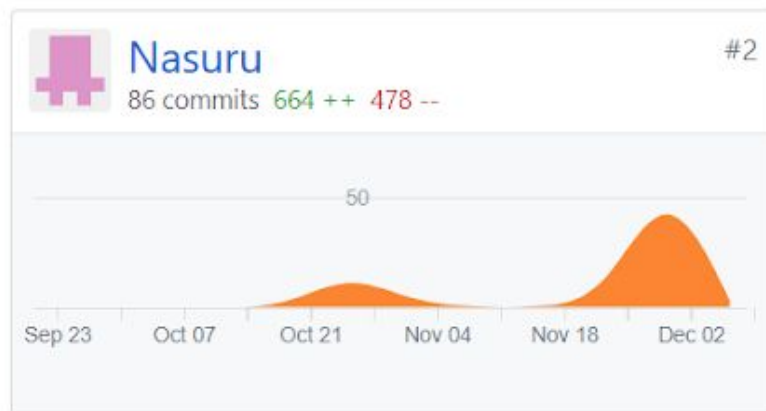 Nasuru #2
86 commits 664 ++ 478 --
50
Sep 23 Oct 07 Oct 21 Nov 04 Nov 18 Dec 02